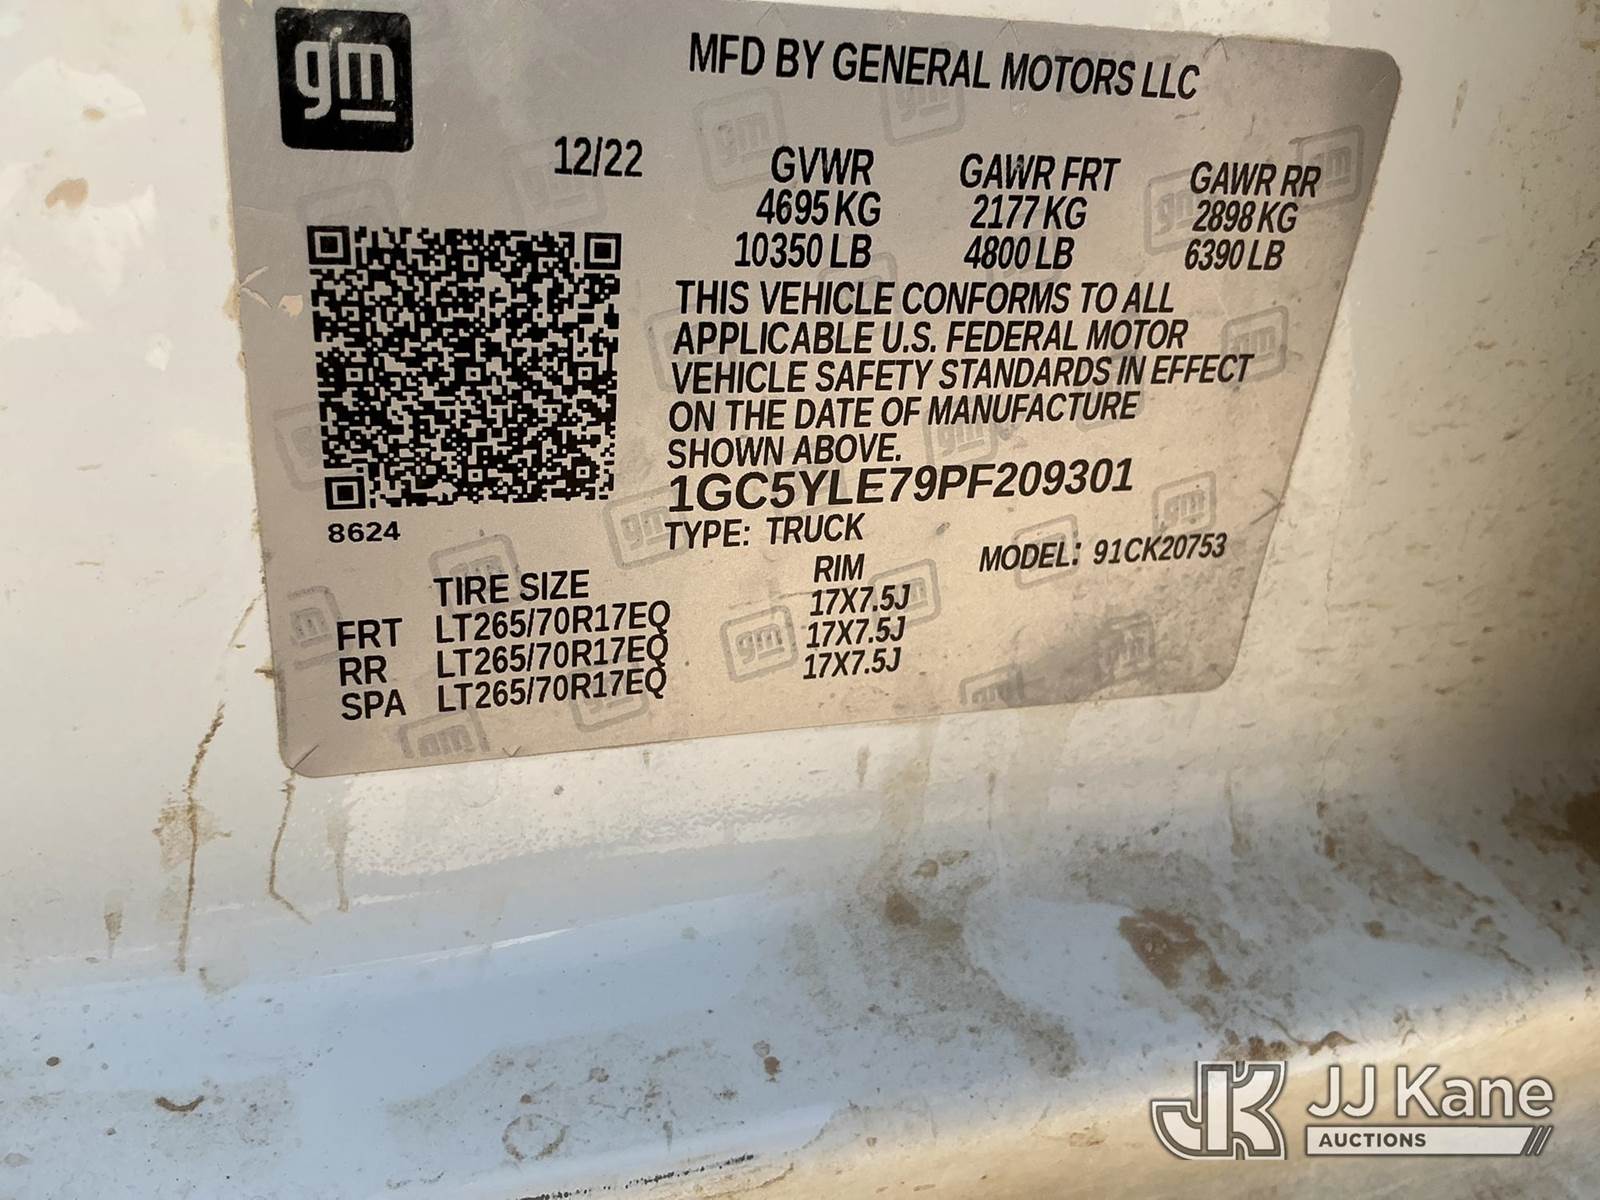 gm
MFD BY GENERAL MOTORS LLC
12/22
GVWR GAWR FRT GAWR RR
4695 KG 2177 KG 2898 KG
10350 LB 4800 LB 6390 LB
THIS VEHICLE CONFORMS TO ALL
APPLICABLE U.S. FEDERAL MOTOR
VEHICLE SAFETY STANDARDS IN EFFECT
ON THE DATE OF MANUFACTURE
SHOWN ABOVE.
1GC5YLE79PF209301
8624
TYPE: TRUCK
MODEL: 91CK20753
TIRE SIZE RIM
FRT LT265/70R17EQ 17X7.5J
RR LT265/70R17EQ 17X7.5J
SPA LT265/70R17EQ 17X7.5J
JK JJ Kane
AUCTIONS